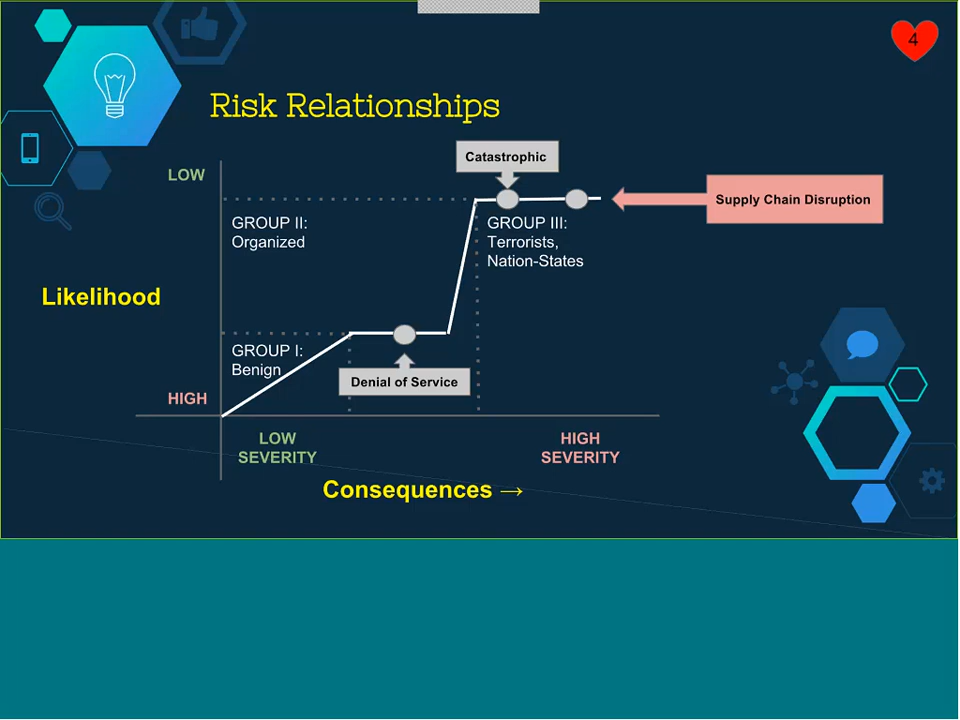 4
Risk Relationships
Catastrophic
LOW
Supply Chain Disruption
GROUP II:
Organized
GROUP III:
Terrorists,
Nation-States
Likelihood
GROUP I:
Benign
Denial of Service
HIGH
LOW
SEVERITY
HIGH
SEVERITY
Consequences →